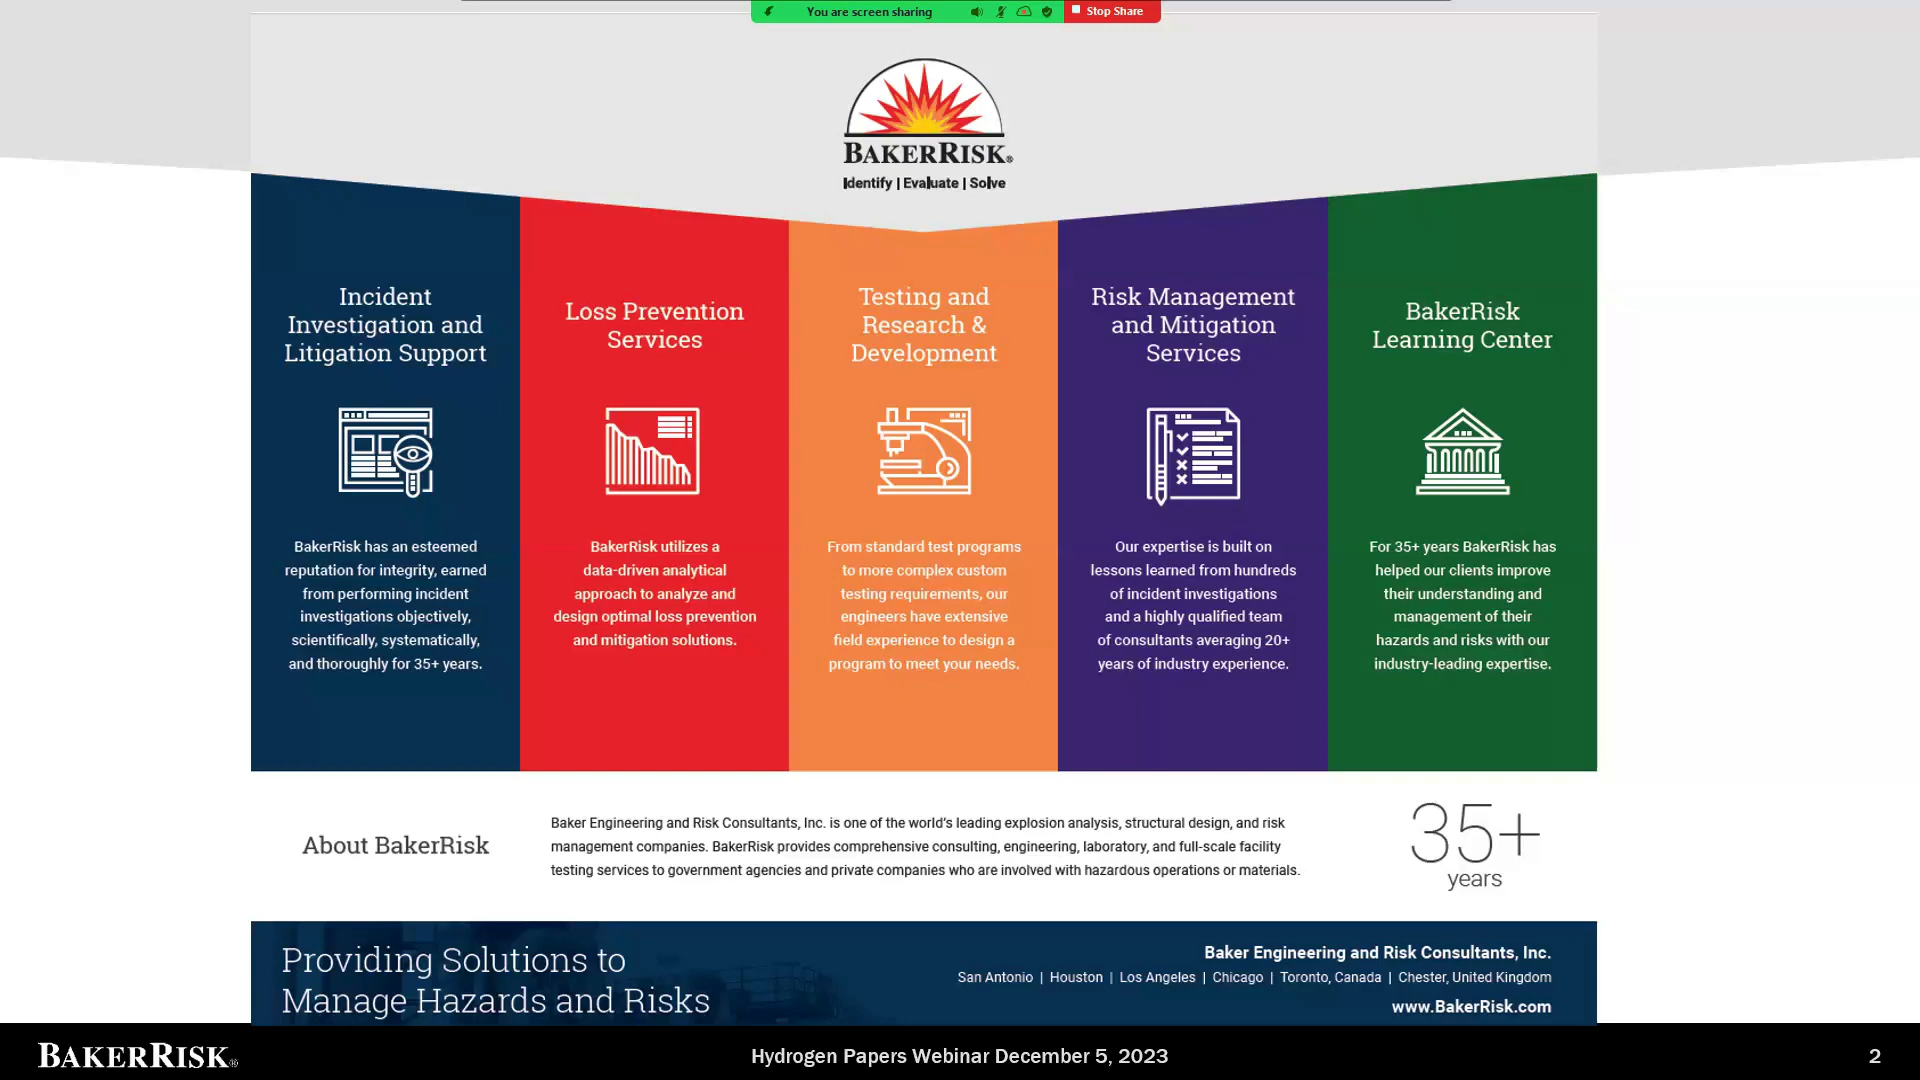 You are screen sharing
Stop Share
BAKERRISK®
Identify | Evaluate | Solve
Incident
Investigation and
Litigation Support
BakerRisk has an esteemed
reputation for integrity, earned
from performing incident
investigations objectively,
scientifically, systematically,
and thoroughly for 35+ years.
Loss Prevention
Services
BakerRisk utilizes a
data-driven analytical
approach to analyze and
design optimal loss prevention
and mitigation solutions.
Testing and
Research &
Development
From standard test programs
to more complex custom
testing requirements, our
engineers have extensive
field experience to design a
program to meet your needs.
Risk Management
and Mitigation
Services
Our expertise is built on
lessons learned from hundreds
of incident investigations
and a highly qualified team
of consultants averaging 20+
years of industry experience.
BakerRisk
Learning Center
For 35+ years BakerRisk has
helped our clients improve
their understanding and
management of their
hazards and risks with our
industry-leading expertise.
About BakerRisk
Baker Engineering and Risk Consultants, Inc. is one of the world's leading explosion analysis, structural design, and risk
management companies. BakerRisk provides comprehensive consulting, engineering, laboratory, and full-scale facility
testing services to government agencies and private companies who are involved with hazardous operations or materials.
35+
years
Providing Solutions to
Manage Hazards and Risks
Baker Engineering and Risk Consultants, Inc.
San Antonio | Houston | Los Angeles | Chicago | Toronto, Canada | Chester, United Kingdom
www.BakerRisk.com
BAKERRISK®
Hydrogen Papers Webinar December 5, 2023
2